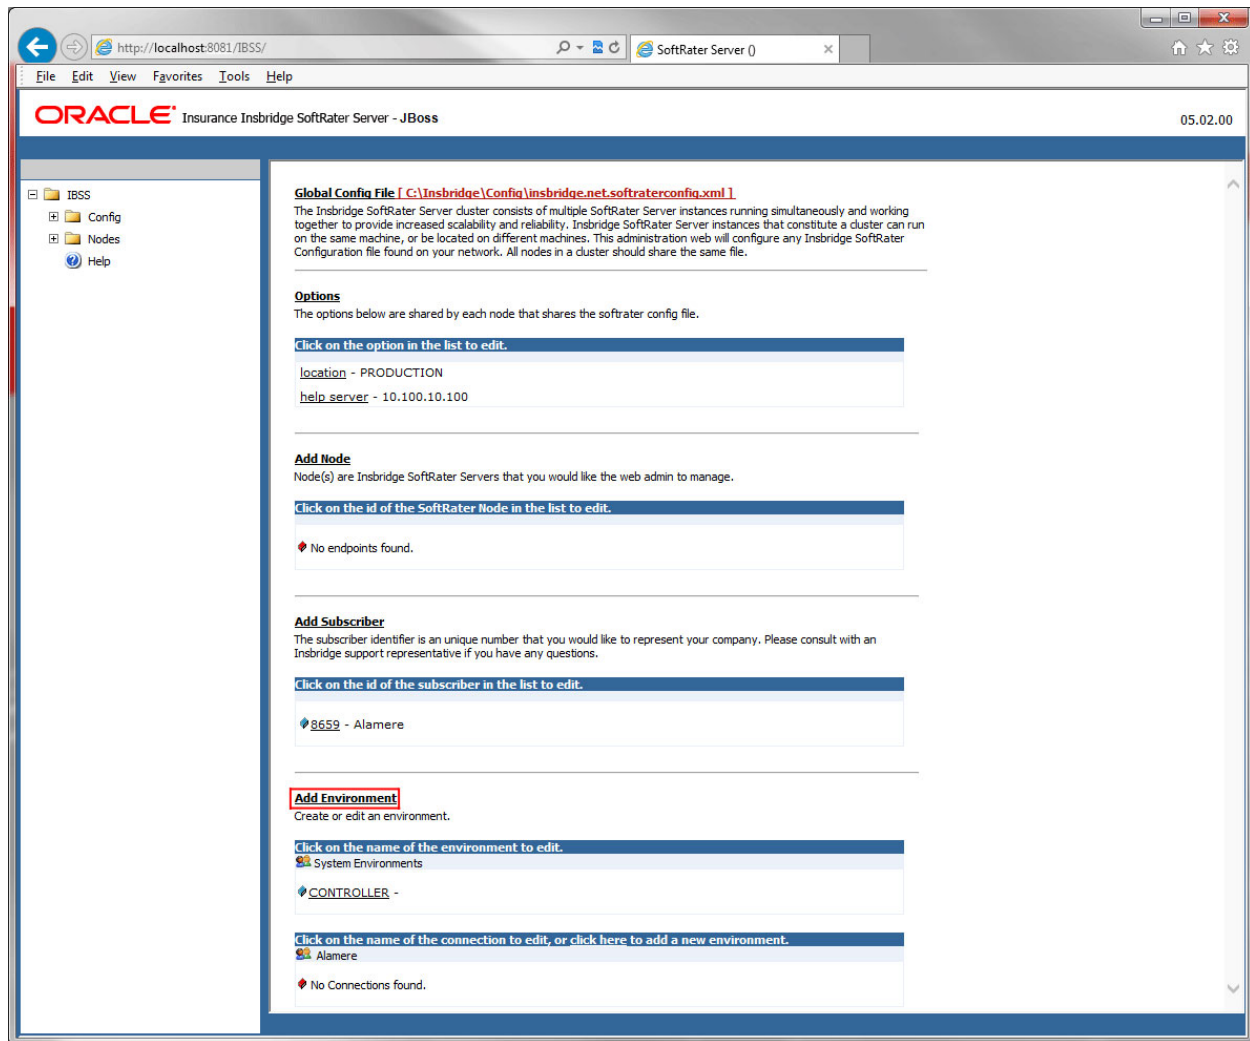 http://localhost:8081/IBSS/
SoftRater Server ()
File Edit View Favorites Tools Help
ORACLE Insurance Insbridge SoftRater Server - JBoss
05.02.00
IBSS
Config
Nodes
Help
Global Config File [ C:\Insbridge\Config\insbridge.net.softraterconfig.xml ]
The Insbridge SoftRater Server cluster consists of multiple SoftRater Server instances running simultaneously and working
together to provide increased scalability and reliability. Insbridge SoftRater Server instances that constitute a cluster can run
on the same machine, or be located on different machines. This administration web will configure any Insbridge SoftRater
Configuration file found on your network. All nodes in a cluster should share the same file.
Options
The options below are shared by each node that shares the softrater config file.
Click on the option in the list to edit.
location - PRODUCTION
help server - 10.100.10.100
Add Node
Node(s) are Insbridge SoftRater Servers that you would like the web admin to manage.
Click on the id of the SoftRater Node in the list to edit.
No endpoints found.
Add Subscriber
The subscriber identifier is an unique number that you would like to represent your company. Please consult with an
Insbridge support representative if you have any questions.
Click on the id of the subscriber in the list to edit.
8659 - Alamere
Add Environment
Create or edit an environment.
Click on the name of the environment to edit.
System Environments
CONTROLLER -
Click on the name of the connection to edit, or click here to add a new environment.
Alamere
No Connections found.